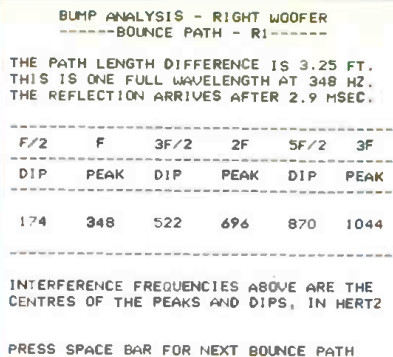 BUMP ANALYSIS - RIGHT WOOFER
------BOUNCE PATH - R1------
THE PATH LENGTH DIFFERENCE IS 3.25 FT.
THIS IS ONE FULL WAVELENGTH AT 348 HZ.
THE REFLECTION ARRIVES AFTER 2.9 MSEC.
F/2 F 3F/2 2F 5F/2 3F
DIP PEAK DIP PEAK DIP PEAK
174 348 522 696 870 1044
INTERFERENCE FREQUENCIES ABOVE ARE THE
CENTRES OF THE PEAKS AND DIPS, IN HERTZ
PRESS SPACE BAR FOR NEXT BOUNCE PATH